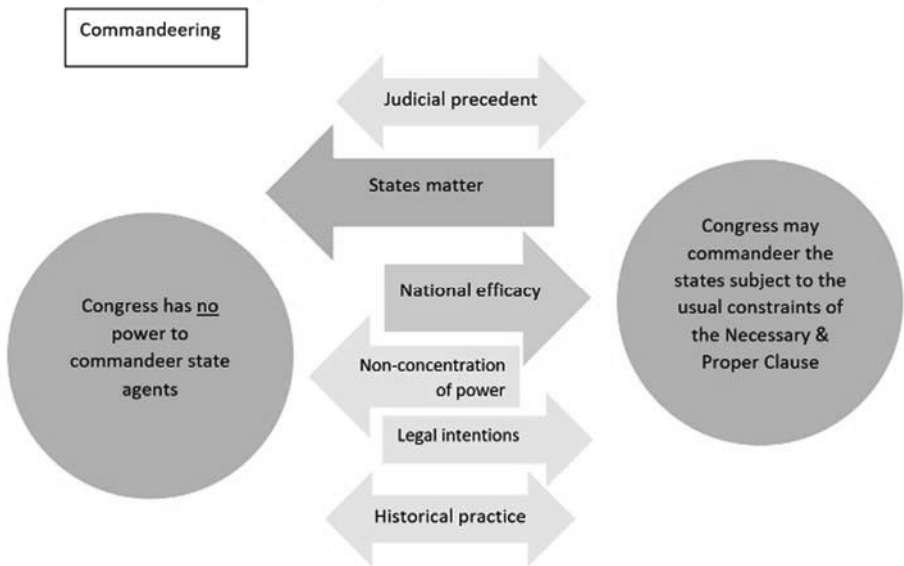 Commandeering
Judicial precedent
States matter
National efficacy
Non-concentration
of power
Legal intentions
Historical practice
Congress has no
power to
commandeer state
agents
Congress may
commandeer the
states subject to the
usual constraints of
the Necessary &
Proper Clause